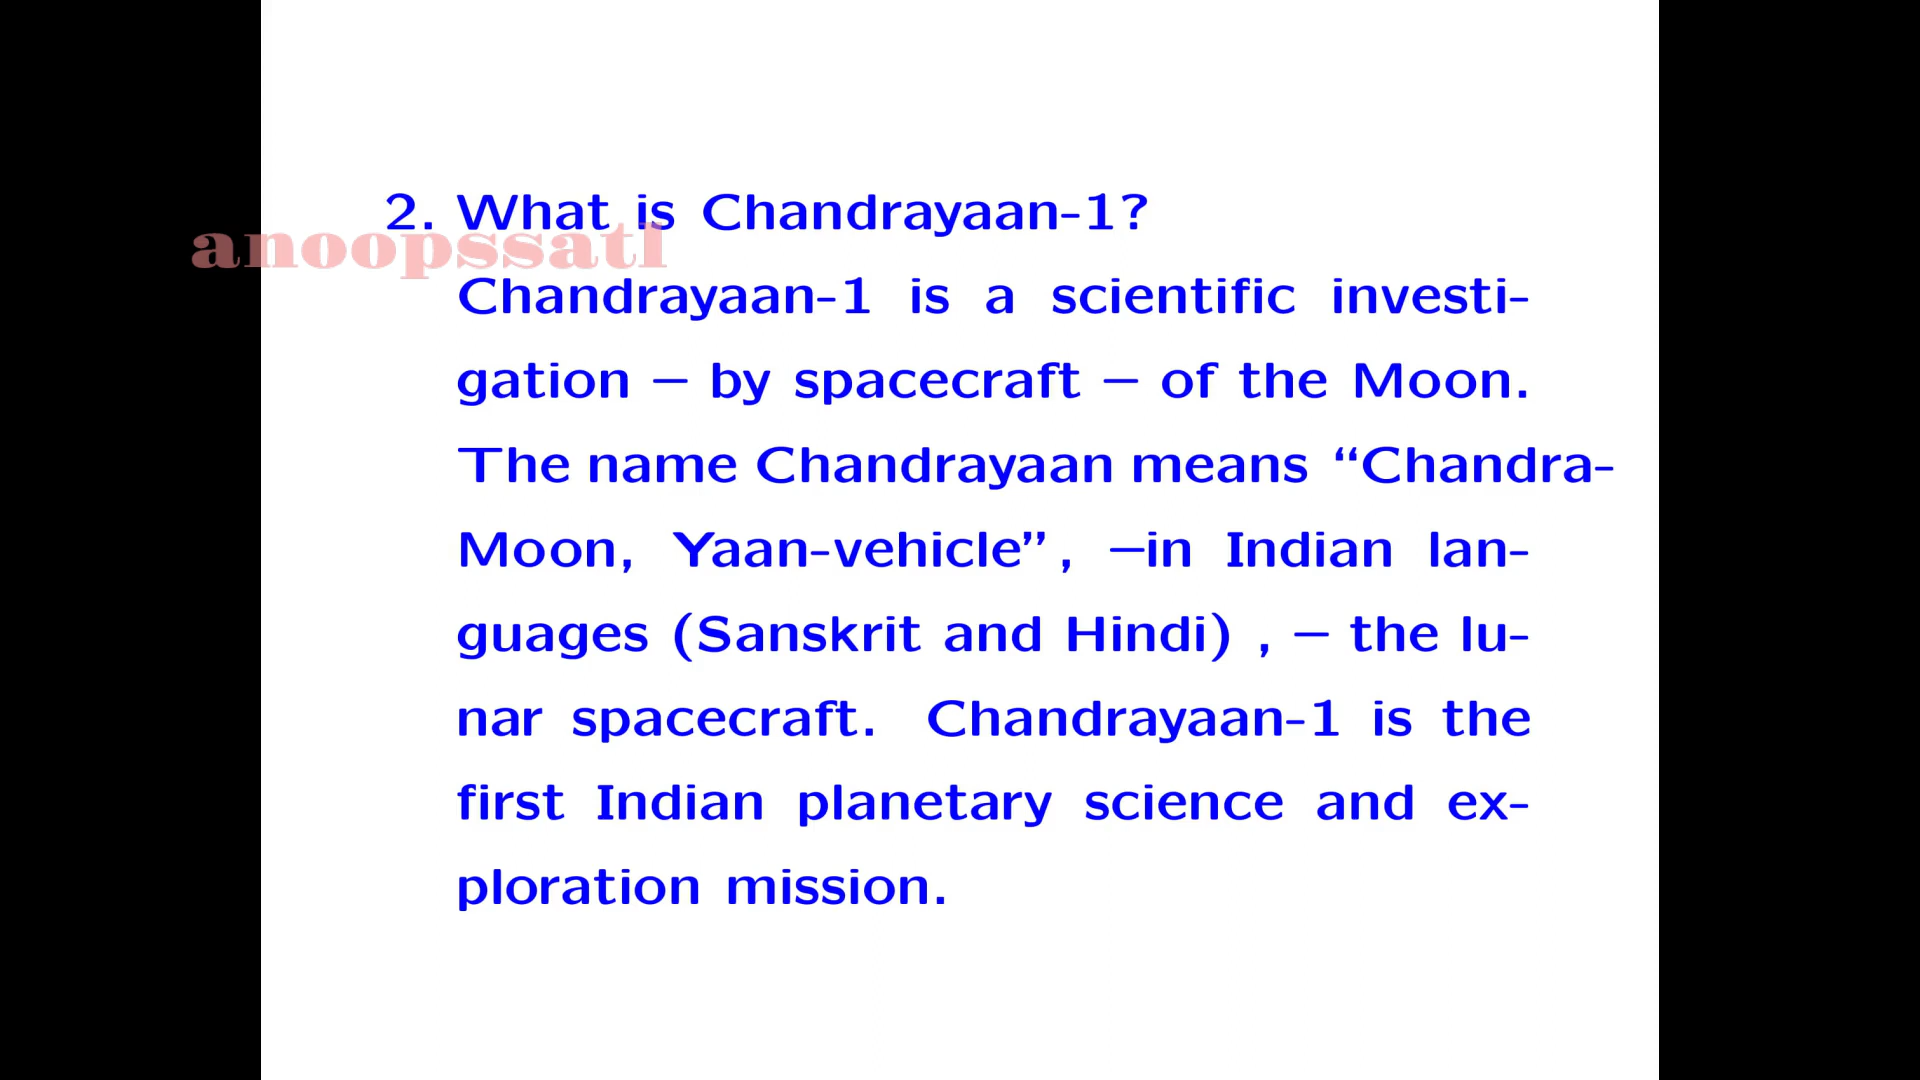 2. What is Chandrayaan-1?
anoopssatl
Chandrayaan-1 is a scientific investi-
gation – by spacecraft – of the Moon.
The name Chandrayaan means “Chandra-
Moon, Yaan-vehicle”, –in Indian lan-
guages (Sanskrit and Hindi) , – the lu-
nar spacecraft. Chandrayaan-1 is the
first Indian planetary science and ex-
ploration mission.